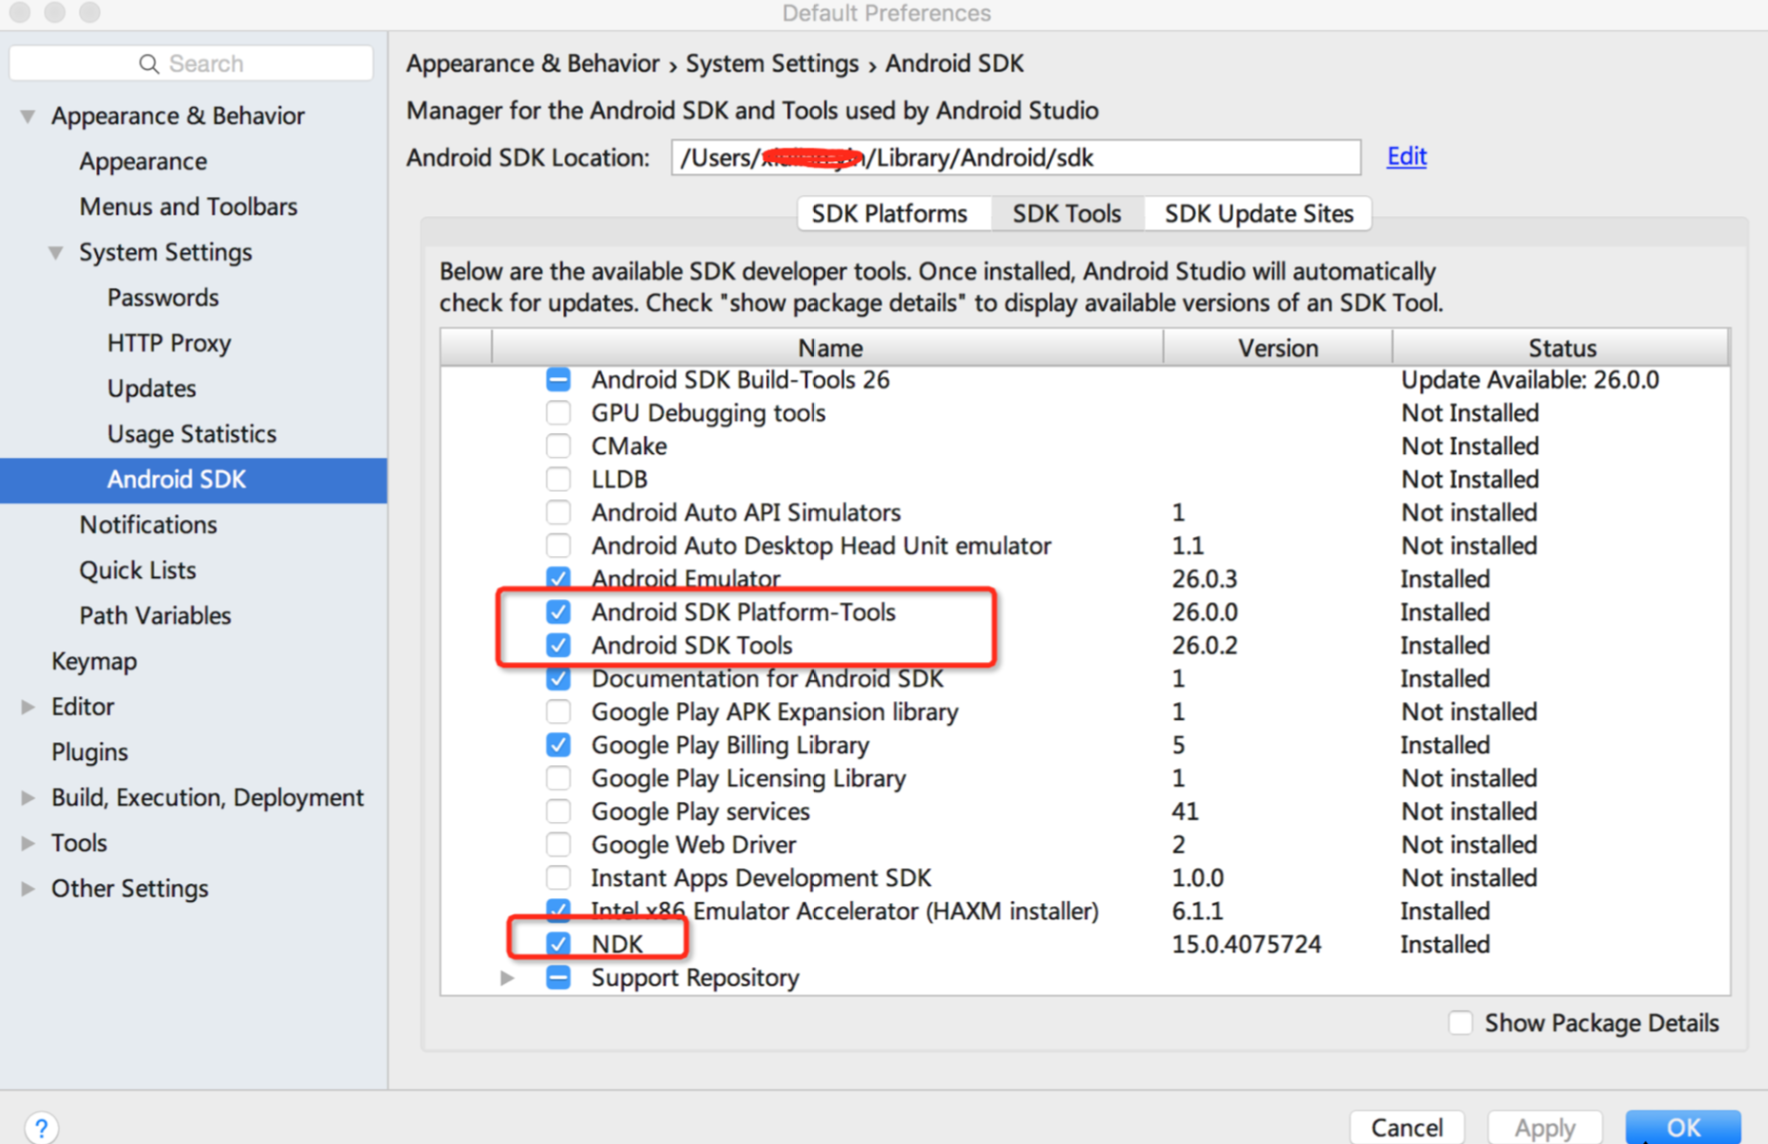 Default Preferences
Search
Appearance & Behavior
Appearance
Menus and Toolbars
System Settings
Passwords
HTTP Proxy
Updates
Usage Statistics
Android SDK
Notifications
Quick Lists
Path Variables
Keymap
Editor
Plugins
Build, Execution, Deployment
Tools
Other Settings
Appearance & Behavior › System Settings › Android SDK
Manager for the Android SDK and Tools used by Android Studio
Android SDK Location: /Users/ /Library/Android/sdk Edit
SDK Platforms SDK Tools SDK Update Sites
Below are the available SDK developer tools. Once installed, Android Studio will automatically
check for updates. Check "show package details" to display available versions of an SDK Tool.
Name Version Status
Android SDK Build-Tools 26 Update Available: 26.0.0
GPU Debugging tools Not Installed
CMake Not Installed
LLDB Not Installed
Android Auto API Simulators 1 Not installed
Android Auto Desktop Head Unit emulator 1.1 Not installed
Android Emulator 26.0.3 Installed
Android SDK Platform-Tools 26.0.0 Installed
Android SDK Tools 26.0.2 Installed
Documentation for Android SDK 1 Installed
Google Play APK Expansion library 1 Not installed
Google Play Billing Library 5 Installed
Google Play Licensing Library 1 Not installed
Google Play services 41 Not installed
Google Web Driver 2 Not installed
Instant Apps Development SDK 1.0.0 Not installed
Intel x86 Emulator Accelerator (HAXM installer) 6.1.1 Installed
NDK 15.0.4075724 Installed
Support Repository
Show Package Details
? Cancel Apply OK